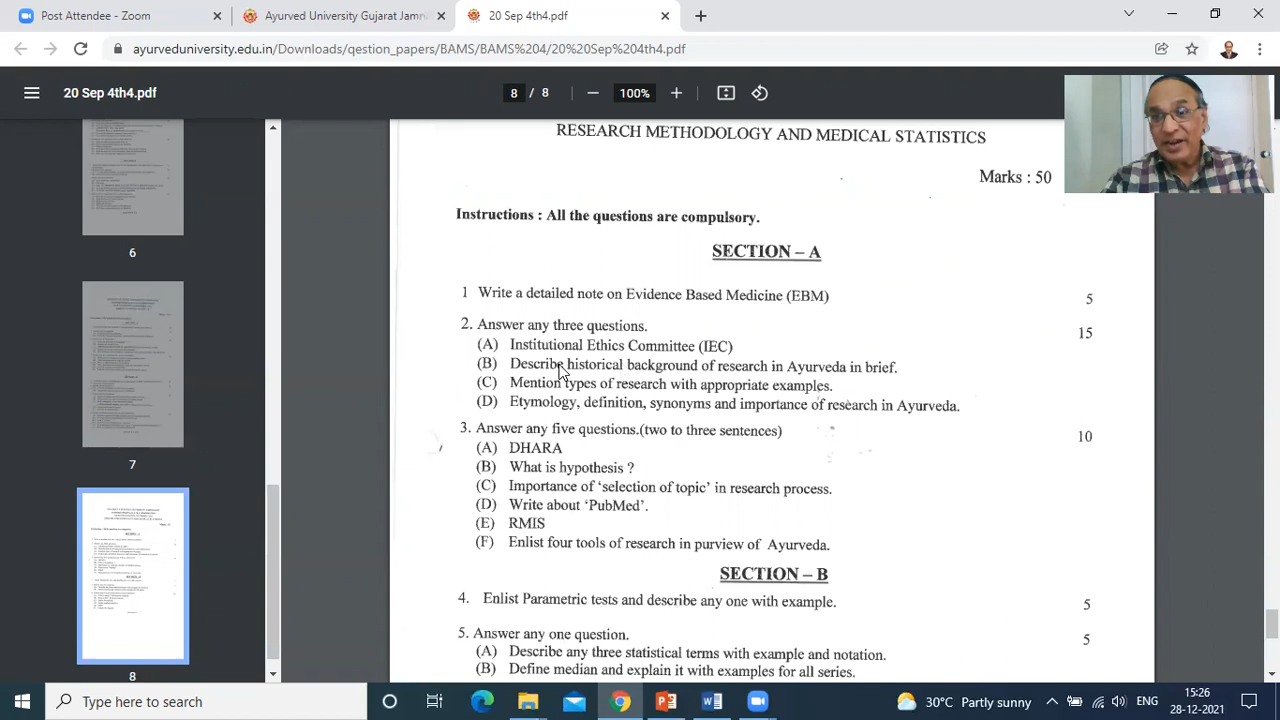 Post Attendee - Zoom
Ayurved University Gujarat Jamn
20 Sep 4th4.pdf
ayurveduniversity.edu.in/Downloads/qestion_papers/BAMS/BAMS%204/20%20Sep%204th4.pdf
20 Sep 4th4.pdf
8 / 8
100%
RESEARCH METHODOLOGY AND MEDICAL STATISTICS
Marks : 50
Instructions : All the questions are compulsory.
SECTION – A
1 Write a detailed note on Evidence Based Medicine (EBM) 5
2. Answer any three questions. 15
(A) Institutional Ethics Committee (IEC)
(B) Describe historical background of research in Ayurveda in brief.
(C) Mention types of research with appropriate examples.
(D) Etymology, definition, synonyms and importance of research in Ayurveda.
3. Answer any five questions.(two to three sentences) 10
(A) DHARA
(B) What is hypothesis ?
(C) Importance of ‘selection of topic’ in research process.
(D) Write about ‘PubMed’.
(E) RMIS
(F) Enlist four tools of research in purview of Ayurveda.
SECTION – B
4. Enlist Parametric tests and describe any one with example. 5
5. Answer any one question. 5
(A) Describe any three statistical terms with example and notation.
(B) Define median and explain it with examples for all series.
6
7
8
Type here to search
30°C Partly sunny
ENG
15:26
28-12-2021